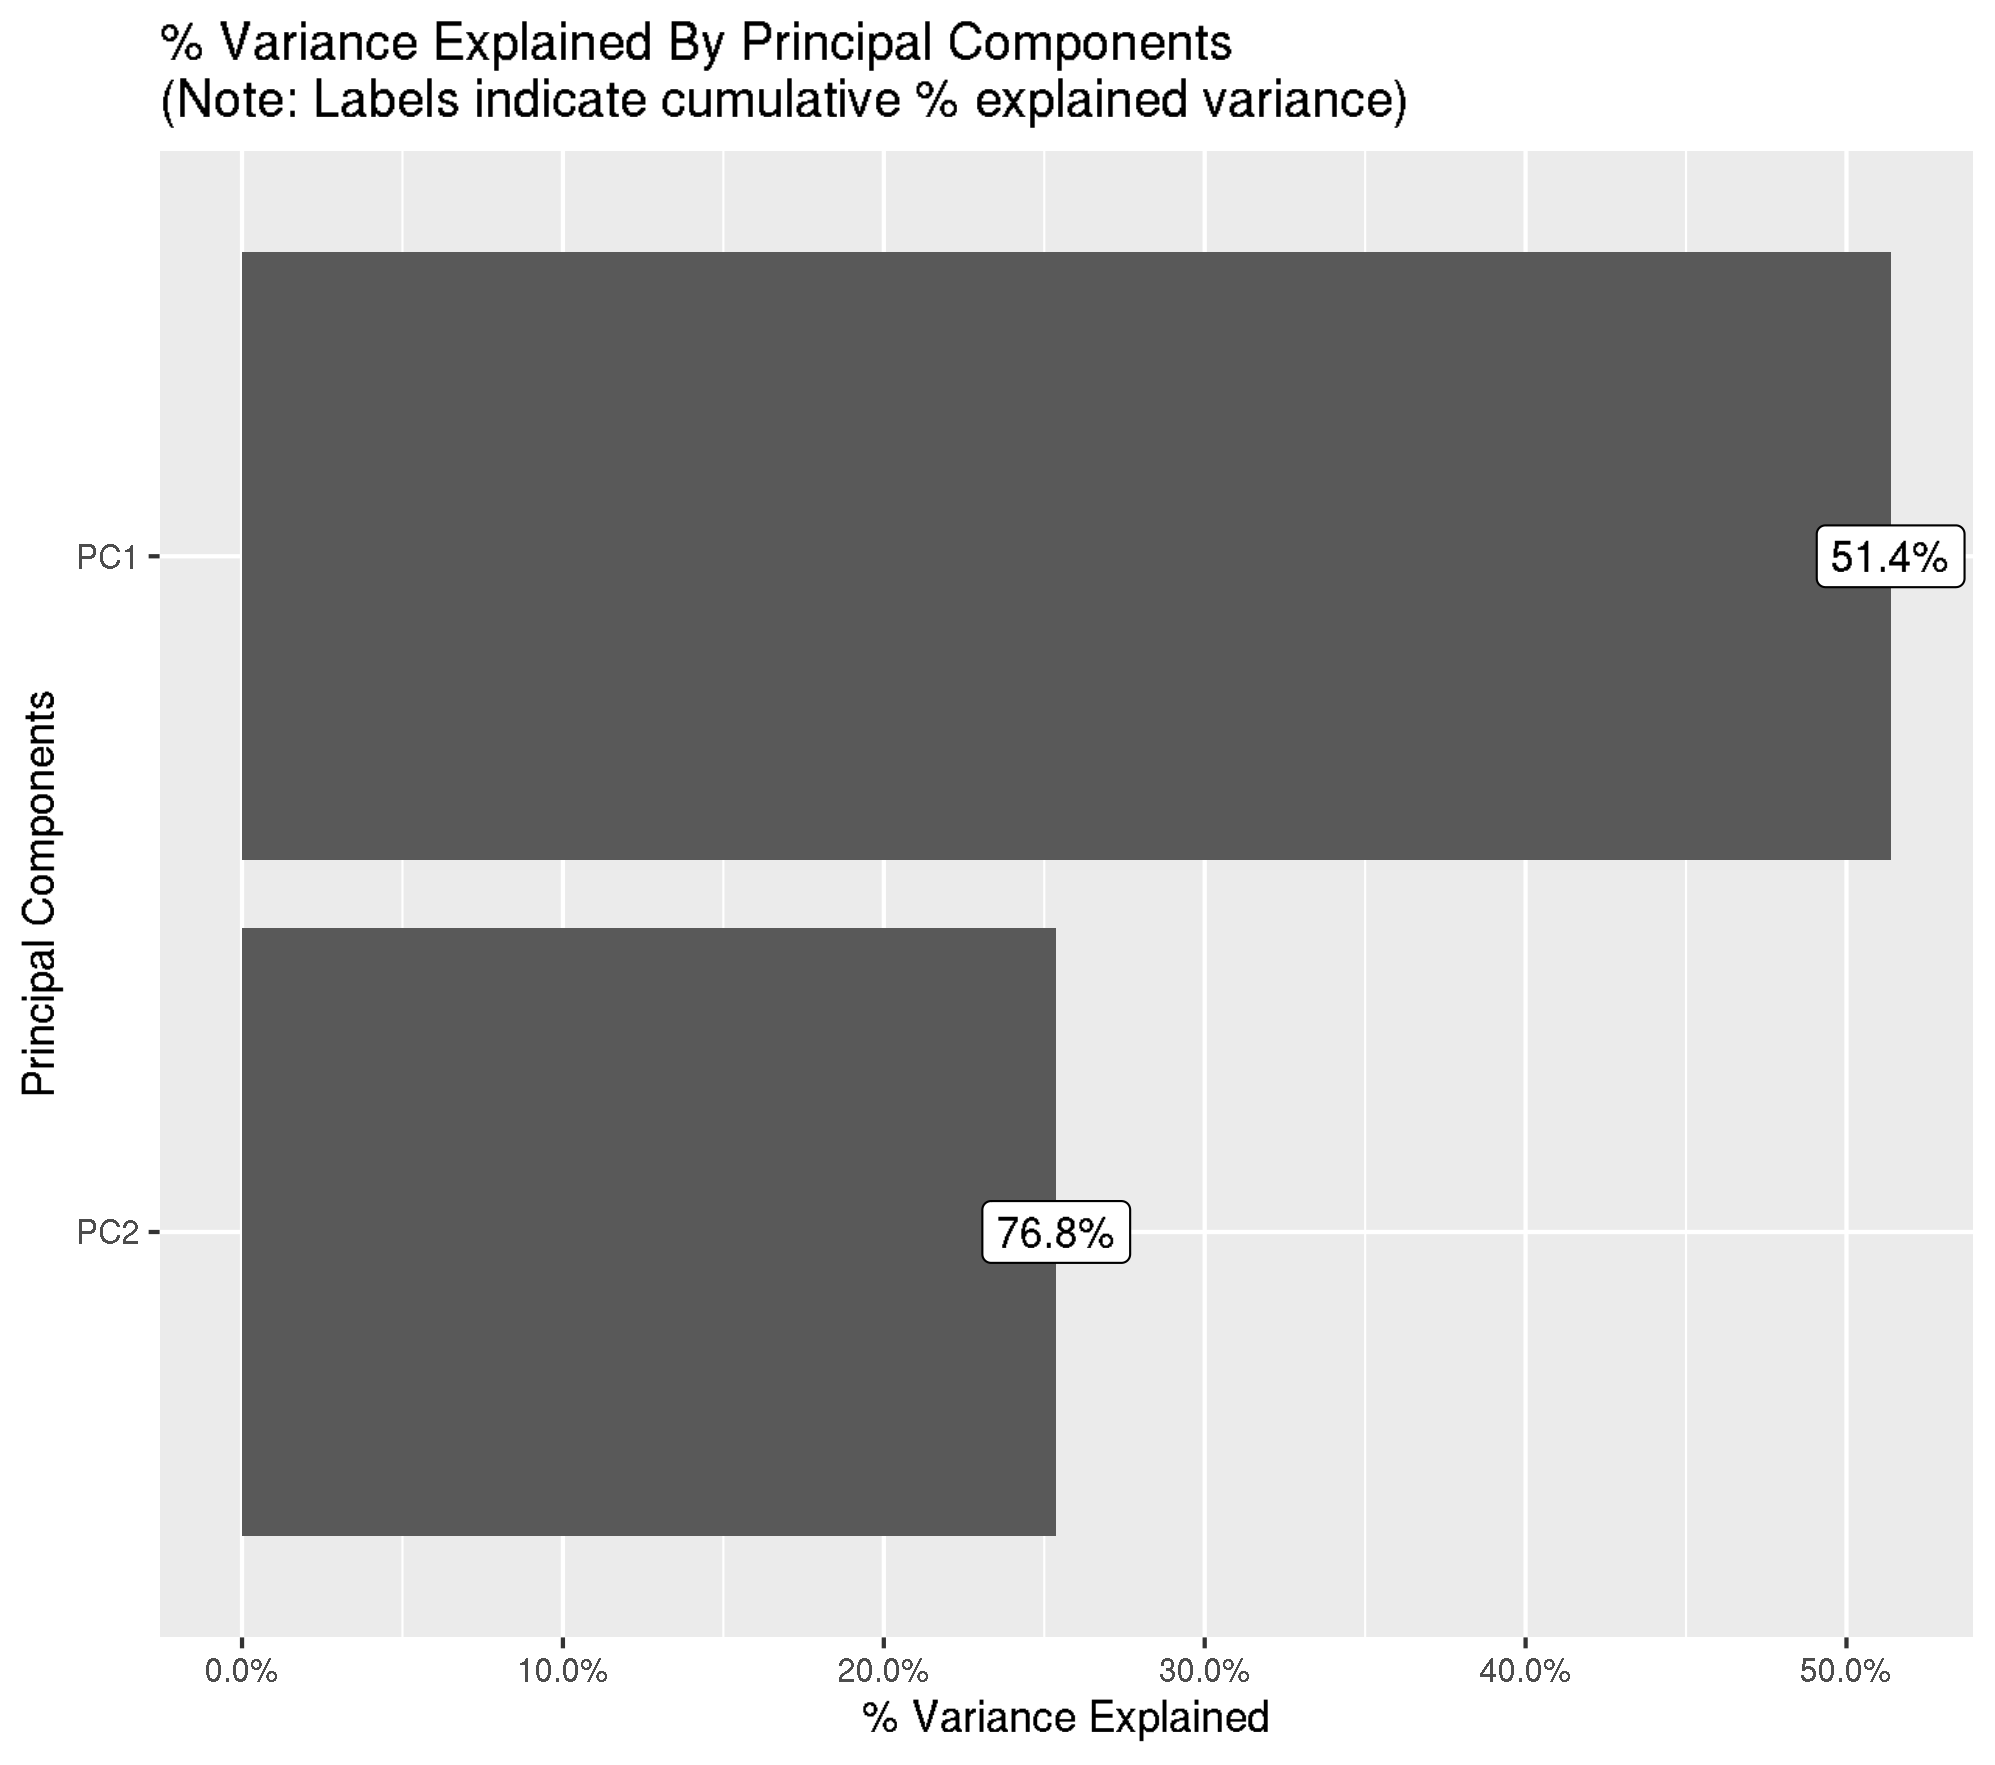 % Variance Explained By Principal Components
(Note: Labels indicate cumulative % explained variance)
Principal Components
PC1
51.4%
PC2
76.8%
0.0% 10.0% 20.0% 30.0% 40.0% 50.0%
% Variance Explained